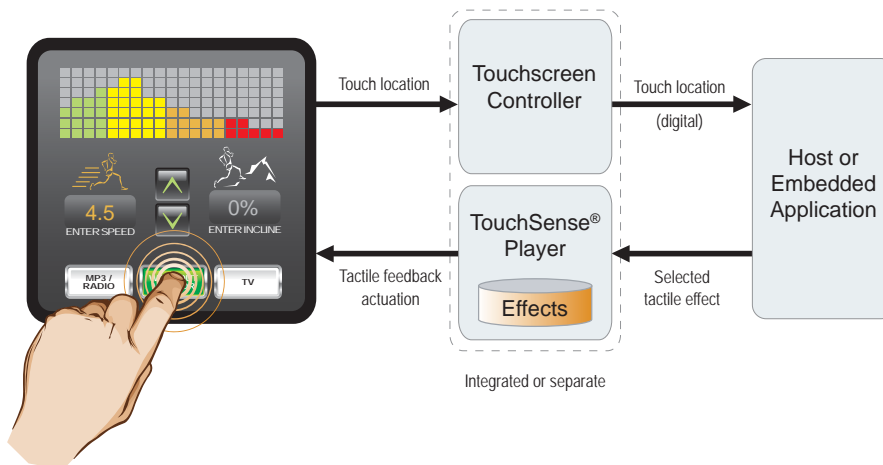 Touch location
Touchscreen
Controller
Touch location
(digital)
Host or
Embedded
Application
4.5
ENTER SPEED
0%
ENTER INCLINE
MP3 /
RADIO
TV
Tactile feedback
actuation
TouchSense®
Player
Effects
Selected
tactile effect
Integrated or separate